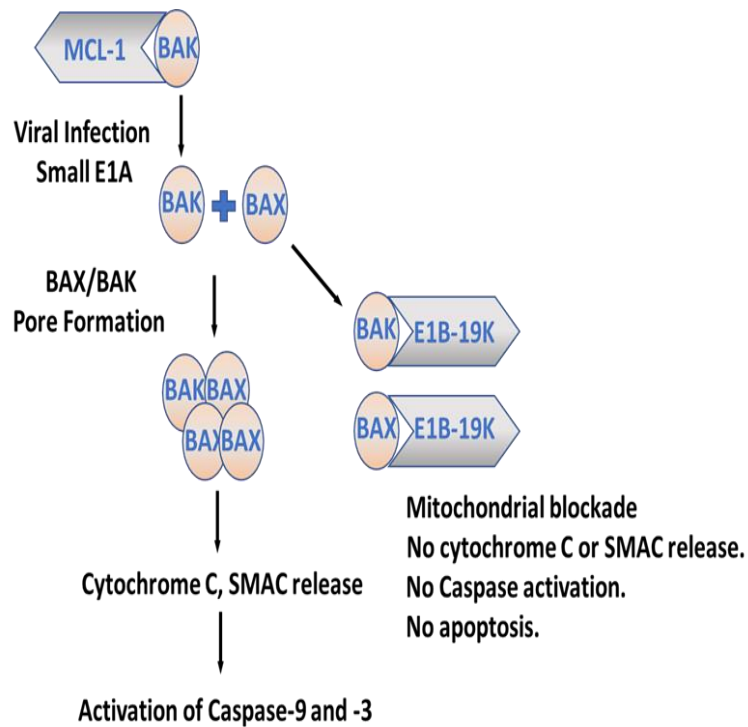 MCL-1 BAK
Viral Infection
Small E1A
BAK + BAX
BAX/BAK
Pore Formation
BAK E1B-19K
BAK BAX
BAX BAX
BAX E1B-19K
Mitochondrial blockade
No cytochrome C or SMAC release.
No Caspase activation.
No apoptosis.
Cytochrome C, SMAC release
Activation of Caspase-9 and -3